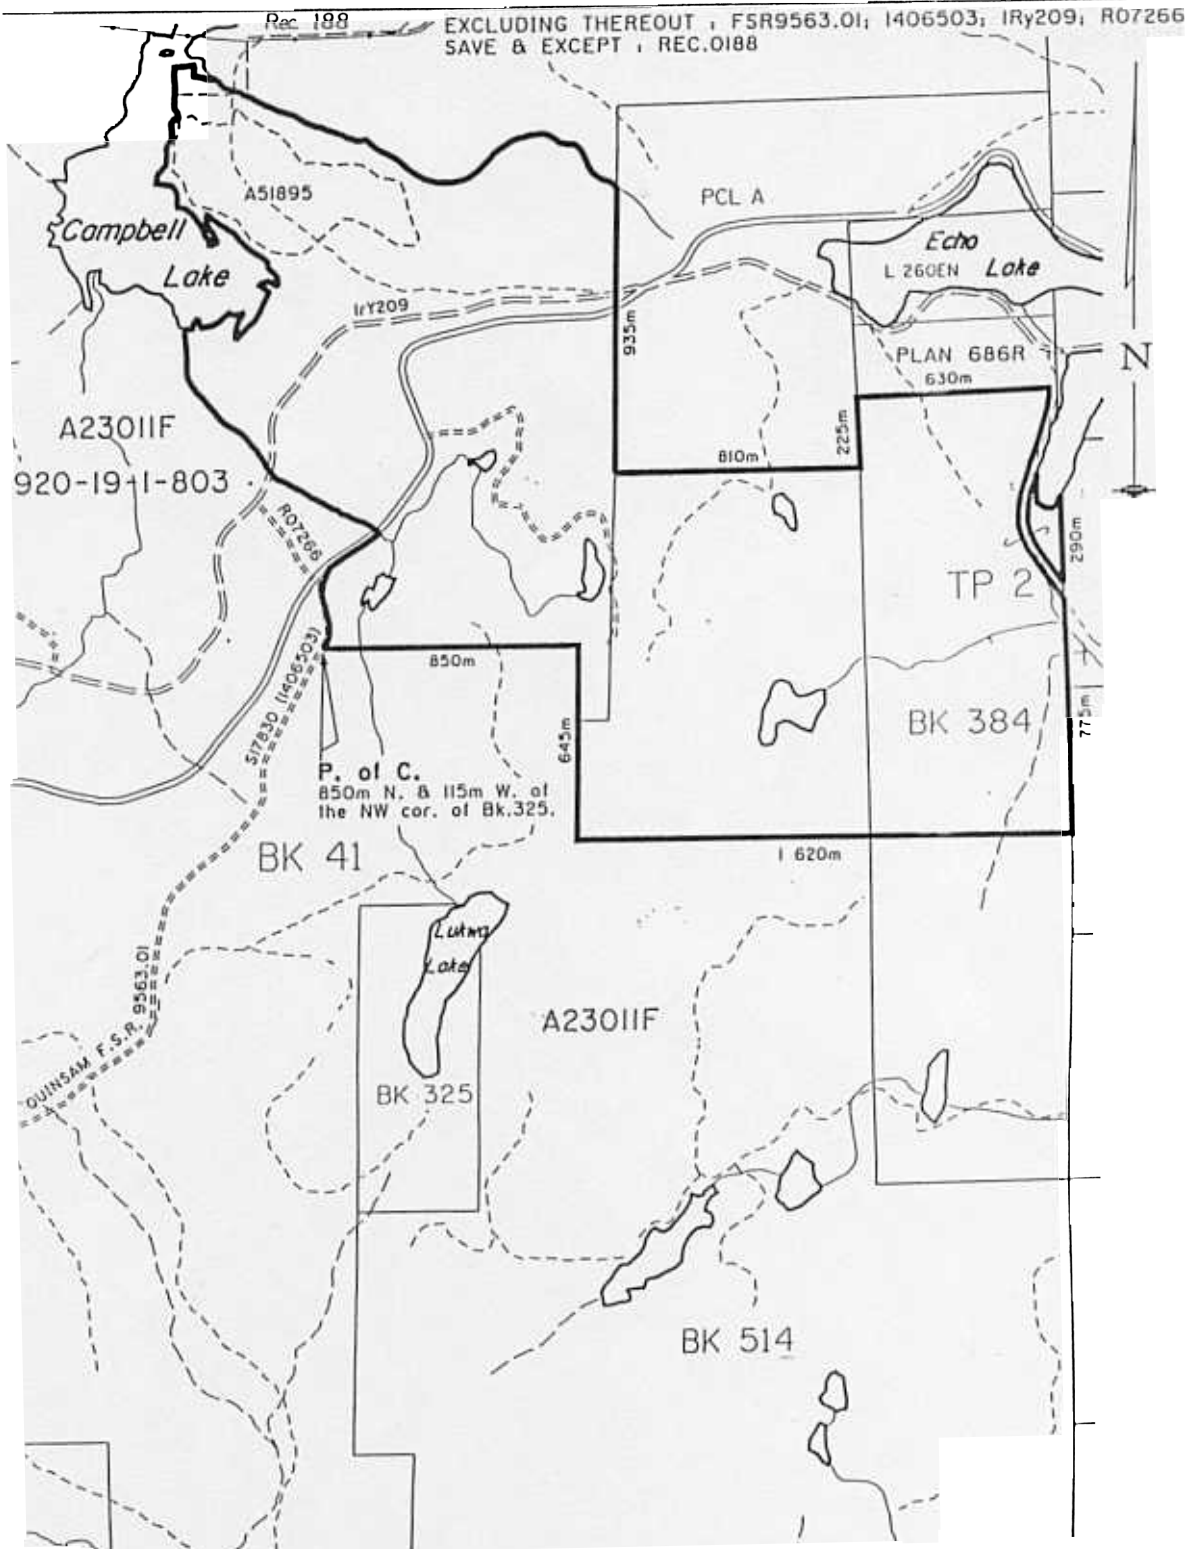 Rec 188
EXCLUDING THEREOUT : FSR9563.01; I406503; IRy209; R07266
SAVE & EXCEPT : REC.0188
A51895
PCL A
Campbell
Lake
Echo
L 260EN Lake
IrY209
935m
PLAN 686R
630m
N
A23011F
920-19-1-803
225m
810m
R07266
290m
TP 2
850m
S17830 (I406503)
645m
BK 384
775m
P. of C.
850m N. & 115m W. of
the NW cor. of Bk.325.
BK 41
1 620m
Lukwa
Lake
QUINSAM F.S.R. 9563.01
A23011F
BK 325
BK 514